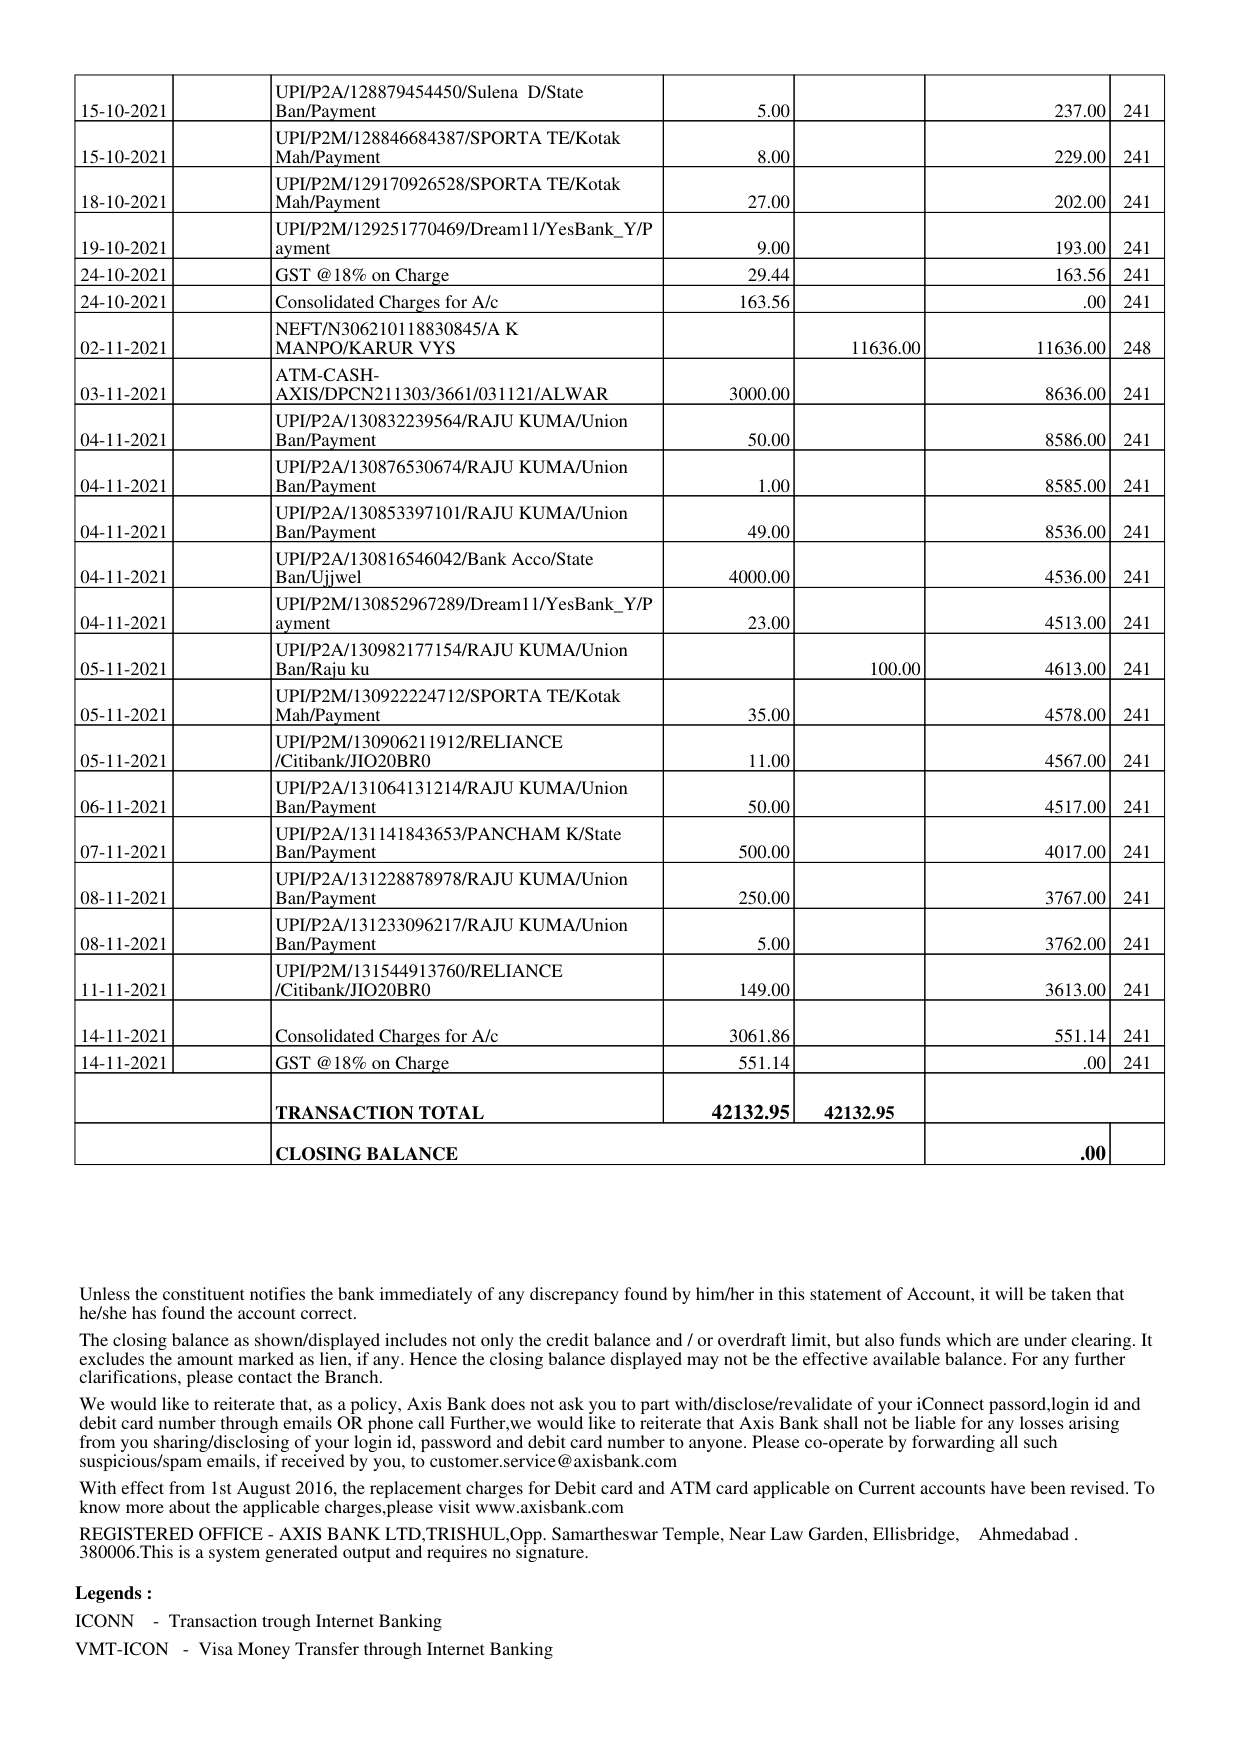 UPI/P2A/128879454450/Sulena  D/State
15-10-2021 Ban/Payment 5.00 237.00 241
UPI/P2M/128846684387/SPORTA TE/Kotak
15-10-2021 Mah/Payment 8.00 229.00 241
UPI/P2M/129170926528/SPORTA TE/Kotak
18-10-2021 Mah/Payment 27.00 202.00 241
UPI/P2M/129251770469/Dream11/YesBank_Y/P
19-10-2021 ayment 9.00 193.00 241
24-10-2021 GST @18% on Charge 29.44 163.56 241
24-10-2021 Consolidated Charges for A/c 163.56 .00 241
NEFT/N306210118830845/A K
02-11-2021 MANPO/KARUR VYS 11636.00 11636.00 248
ATM-CASH-
03-11-2021 AXIS/DPCN211303/3661/031121/ALWAR 3000.00 8636.00 241
UPI/P2A/130832239564/RAJU KUMA/Union
04-11-2021 Ban/Payment 50.00 8586.00 241
UPI/P2A/130876530674/RAJU KUMA/Union
04-11-2021 Ban/Payment 1.00 8585.00 241
UPI/P2A/130853397101/RAJU KUMA/Union
04-11-2021 Ban/Payment 49.00 8536.00 241
UPI/P2A/130816546042/Bank Acco/State
04-11-2021 Ban/Ujjwel 4000.00 4536.00 241
UPI/P2M/130852967289/Dream11/YesBank_Y/P
04-11-2021 ayment 23.00 4513.00 241
UPI/P2A/130982177154/RAJU KUMA/Union
05-11-2021 Ban/Raju ku 100.00 4613.00 241
UPI/P2M/130922224712/SPORTA TE/Kotak
05-11-2021 Mah/Payment 35.00 4578.00 241
UPI/P2M/130906211912/RELIANCE
05-11-2021 /Citibank/JIO20BR0 11.00 4567.00 241
UPI/P2A/131064131214/RAJU KUMA/Union
06-11-2021 Ban/Payment 50.00 4517.00 241
UPI/P2A/131141843653/PANCHAM K/State
07-11-2021 Ban/Payment 500.00 4017.00 241
UPI/P2A/131228878978/RAJU KUMA/Union
08-11-2021 Ban/Payment 250.00 3767.00 241
UPI/P2A/131233096217/RAJU KUMA/Union
08-11-2021 Ban/Payment 5.00 3762.00 241
UPI/P2M/131544913760/RELIANCE
11-11-2021 /Citibank/JIO20BR0 149.00 3613.00 241
14-11-2021 Consolidated Charges for A/c 3061.86 551.14 241
14-11-2021 GST @18% on Charge 551.14 .00 241
TRANSACTION TOTAL 42132.95 42132.95
CLOSING BALANCE .00
Unless the constituent notifies the bank immediately of any discrepancy found by him/her in this statement of Account, it will be taken that
he/she has found the account correct.
The closing balance as shown/displayed includes not only the credit balance and / or overdraft limit, but also funds which are under clearing. It
excludes the amount marked as lien, if any. Hence the closing balance displayed may not be the effective available balance. For any further
clarifications, please contact the Branch.
We would like to reiterate that, as a policy, Axis Bank does not ask you to part with/disclose/revalidate of your iConnect passord,login id and
debit card number through emails OR phone call Further,we would like to reiterate that Axis Bank shall not be liable for any losses arising
from you sharing/disclosing of your login id, password and debit card number to anyone. Please co-operate by forwarding all such
suspicious/spam emails, if received by you, to customer.service@axisbank.com
With effect from 1st August 2016, the replacement charges for Debit card and ATM card applicable on Current accounts have been revised. To
know more about the applicable charges,please visit www.axisbank.com
REGISTERED OFFICE - AXIS BANK LTD,TRISHUL,Opp. Samartheswar Temple, Near Law Garden, Ellisbridge,    Ahmedabad .
380006.This is a system generated output and requires no signature.
Legends :
ICONN    -  Transaction trough Internet Banking
VMT-ICON   -  Visa Money Transfer through Internet Banking